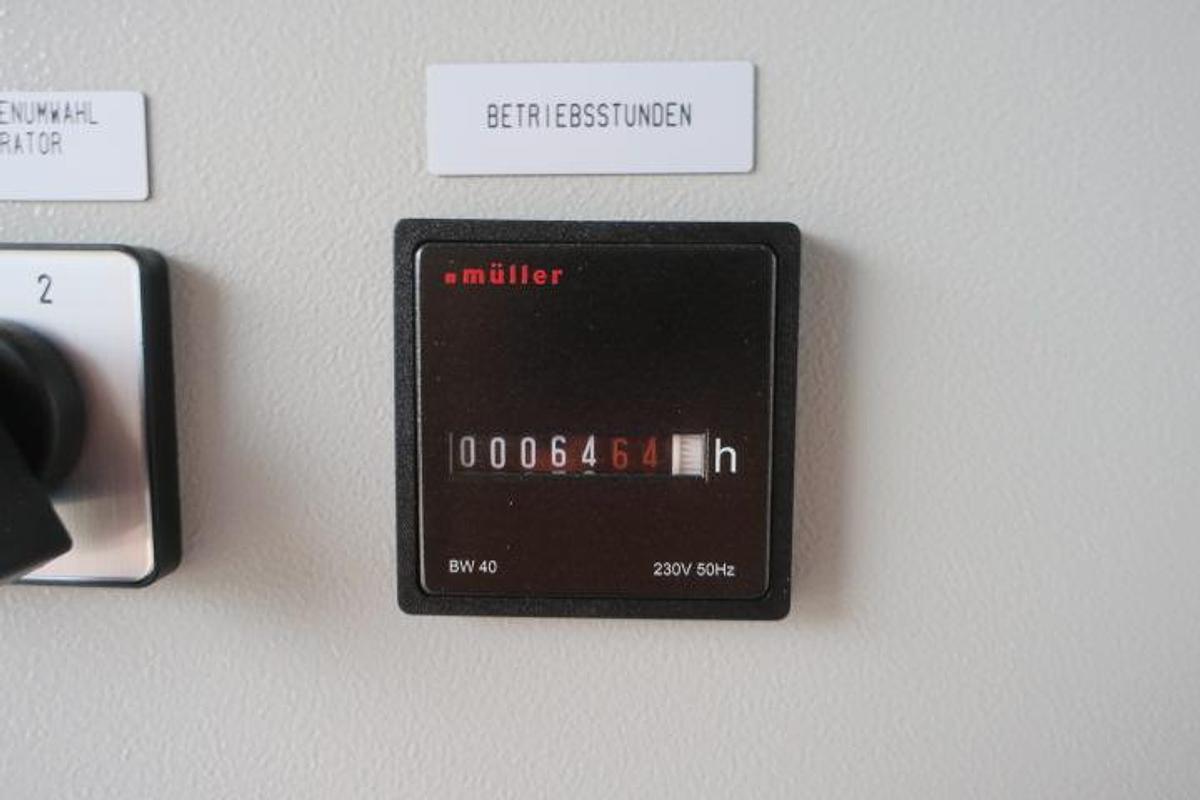 ENUMWAHL
RATOR
BETRIEBSSTUNDEN
2
müller
0006464 h
BW 40
230V 50Hz